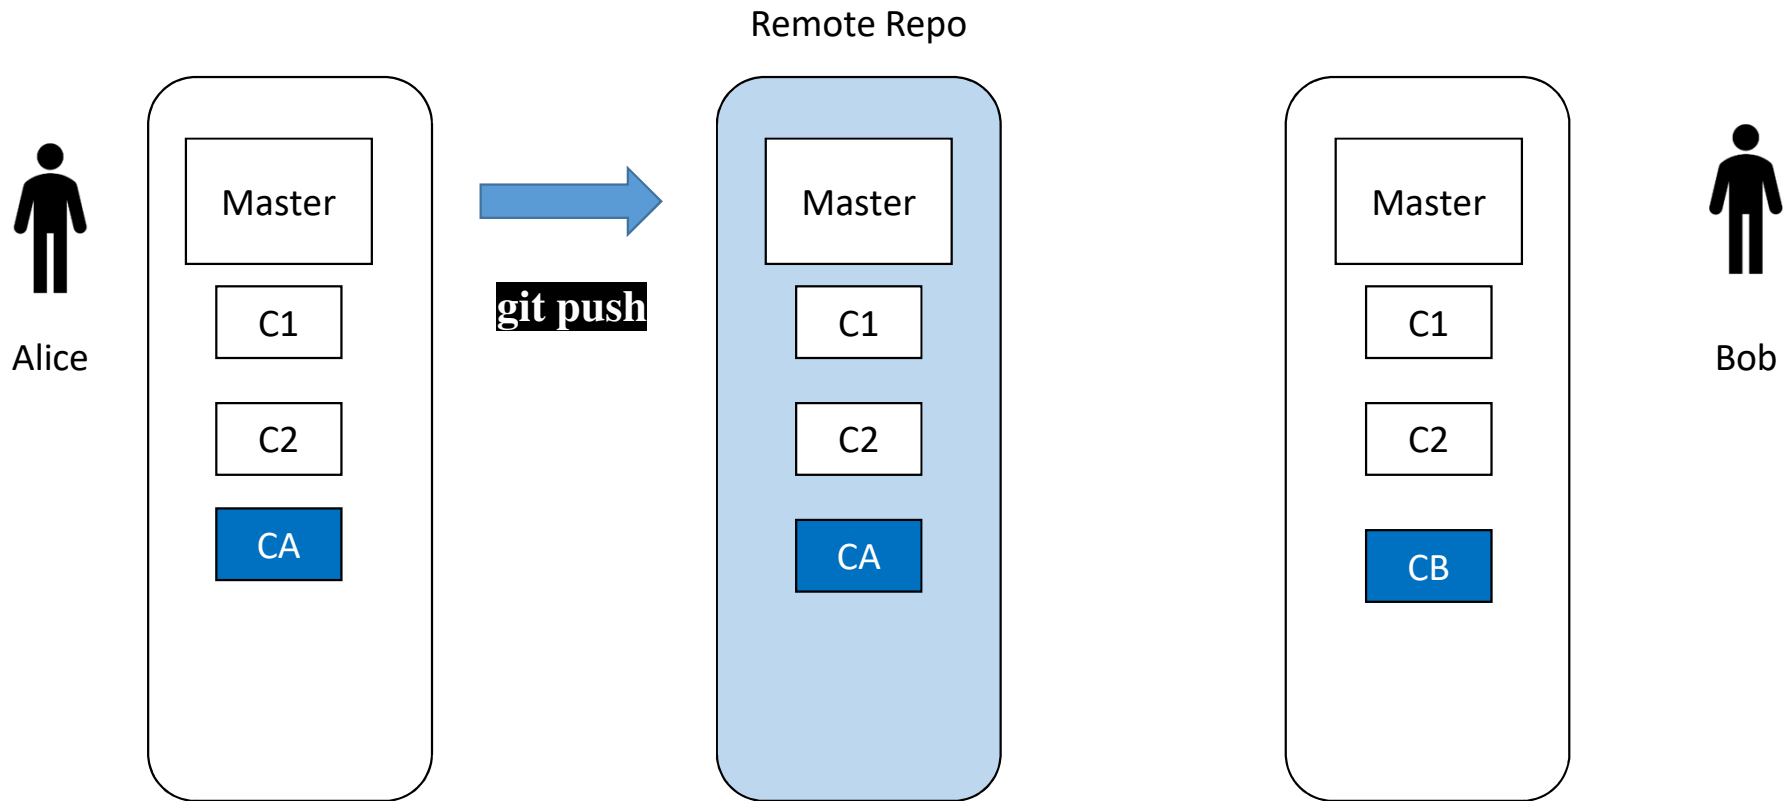 Remote Repo
Alice
Master
C1
C2
CA
git push
Master
C1
C2
CA
Master
C1
C2
CB
Bob